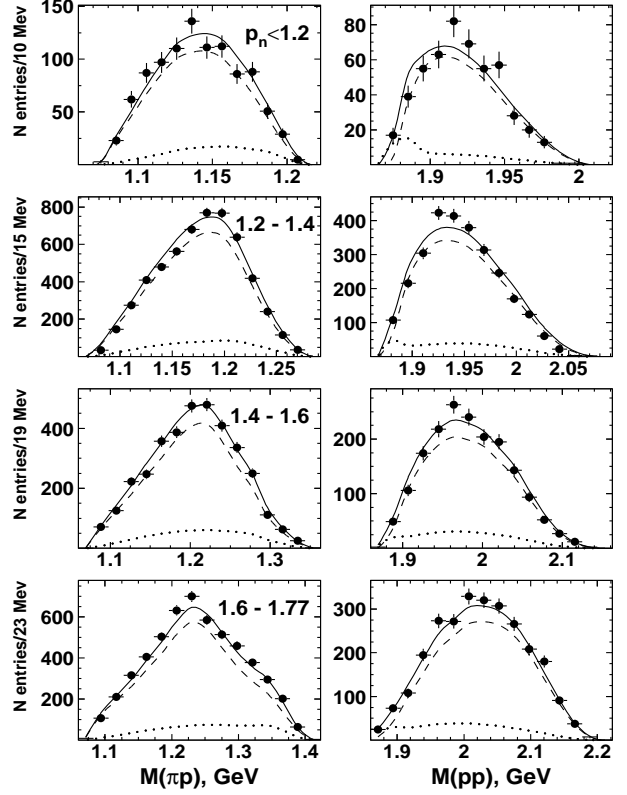 N entries/10 Mev
150
100
50
p_n<1.2
1.1 1.15 1.2
80
60
40
20
1.9 1.95 2
N entries/15 Mev
800
600
400
200
1.2 - 1.4
1.1 1.15 1.2 1.25
400
300
200
100
1.9 1.95 2 2.05
N entries/19 Mev
400
200
1.4 - 1.6
1.1 1.2 1.3
200
100
1.9 2 2.1
N entries/23 Mev
600
400
200
0
1.6 - 1.77
1.1 1.2 1.3 1.4
M(πp), GeV
300
200
100
0
1.9 2 2.1 2.2
M(pp), GeV